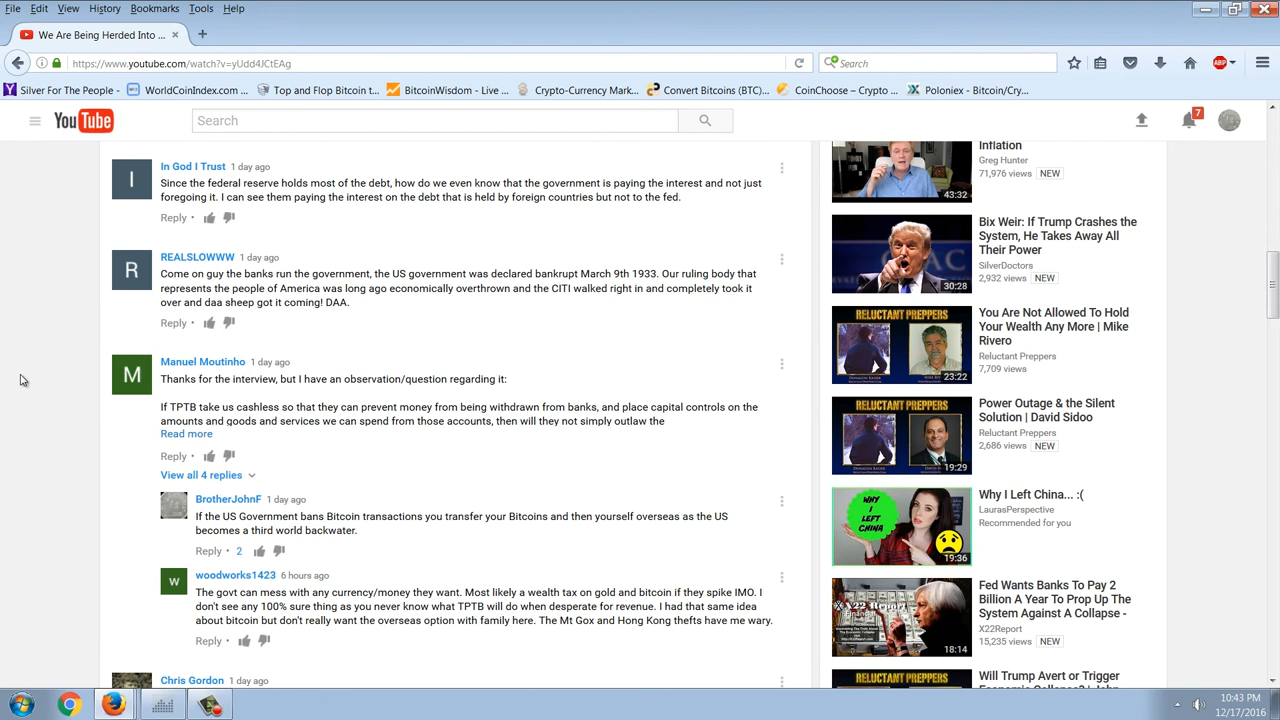 File Edit View History Bookmarks Tools Help
We Are Being Herded Into ...
https://www.youtube.com/watch?v=yUdd4JCtEAg
Search
ABP
Silver For The People - ...
WorldCoinIndex.com ...
Top and Flop Bitcoin t...
BitcoinWisdom - Live ...
Crypto-Currency Mark...
Convert Bitcoins (BTC)...
CoinChoose – Crypto ...
Poloniex - Bitcoin/Cry...
YouTube
Search
7
I
In God I Trust 1 day ago
Since the federal reserve holds most of the debt, how do we even know that the government is paying the interest and not just
foregoing it. I can see them paying the interest on the debt that is held by foreign countries but not to the fed.
Reply •
R
REALSLOWWW 1 day ago
Come on guy the banks run the government, the US government was declared bankrupt March 9th 1933. Our ruling body that
represents the people of America was long ago economically overthrown and the CITI walked right in and completely took it
over and daa sheep got it coming! DAA.
Reply •
M
Manuel Moutinho 1 day ago
Thanks for the interview, but I have an observation/question regarding it:
If TPTB take us cashless so that they can prevent money from being withdrawn from banks, and place capital controls on the
amounts and goods and services we can spend from those accounts, then will they not simply outlaw the
Read more
Reply •
View all 4 replies
BrotherJohnF 1 day ago
If the US Government bans Bitcoin transactions you transfer your Bitcoins and then yourself overseas as the US
becomes a third world backwater.
Reply • 2
w
woodworks1423 6 hours ago
The govt can mess with any currency/money they want. Most likely a wealth tax on gold and bitcoin if they spike IMO. I
don't see any 100% sure thing as you never know what TPTB will do when desperate for revenue. I had that same idea
about bitcoin but don't really want the overseas option with family here. The Mt Gox and Hong Kong thefts have me wary.
Reply •
Chris Gordon 1 day ago
43:32
Inflation
Greg Hunter
71,976 views NEW
30:28
Bix Weir: If Trump Crashes the
System, He Takes Away All
Their Power
SilverDoctors
2,932 views NEW
RELUCTANT PREPPERS
23:22
You Are Not Allowed To Hold
Your Wealth Any More | Mike
Rivero
Reluctant Preppers
7,709 views
RELUCTANT PREPPERS
19:29
Power Outage & the Silent
Solution | David Sidoo
Reluctant Preppers
2,686 views NEW
WHY
I
LEFT
CHINA
19:36
Why I Left China... :(
LaurasPerspective
Recommended for you
X22 Report
Financial
18:14
Fed Wants Banks To Pay 2
Billion A Year To Prop Up The
System Against A Collapse -
X22Report
15,235 views NEW
RELUCTANT PREPPERS
Will Trump Avert or Trigger
10:43 PM
12/17/2016